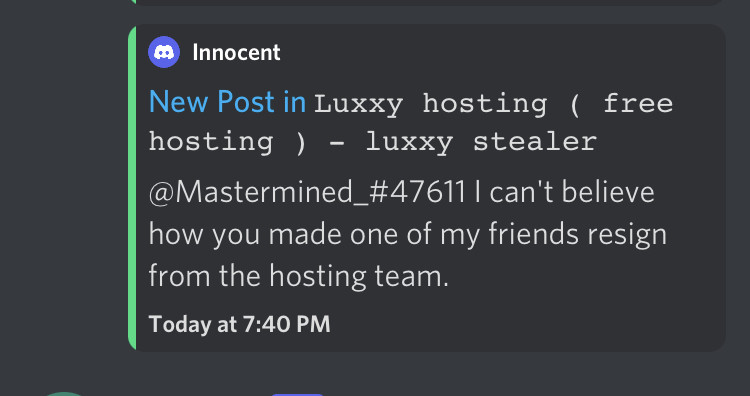 Innocent
New Post in Luxxy hosting ( free
hosting ) - luxxy stealer
@Mastermined_#47611 I can't believe
how you made one of my friends resign
from the hosting team.
Today at 7:40 PM